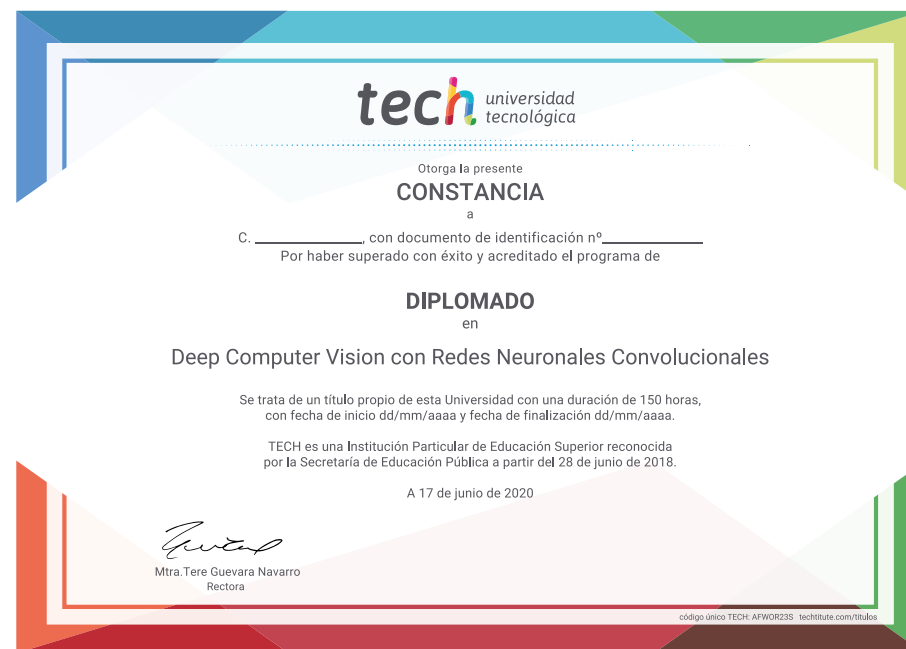 tech universidad
tecnológica
Otorga la presente
CONSTANCIA
a
C. ____________, con documento de identificación nº____________
Por haber superado con éxito y acreditado el programa de
DIPLOMADO
en
Deep Computer Vision con Redes Neuronales Convolucionales
Se trata de un título propio de esta Universidad con una duración de 150 horas,
con fecha de inicio dd/mm/aaaa y fecha de finalización dd/mm/aaaa.
TECH es una Institución Particular de Educación Superior reconocida
por la Secretaría de Educación Pública a partir del 28 de junio de 2018.
A 17 de junio de 2020
Mtra.Tere Guevara Navarro
Rectora
código único TECH: AFWOR23S techtitute.com/titulos